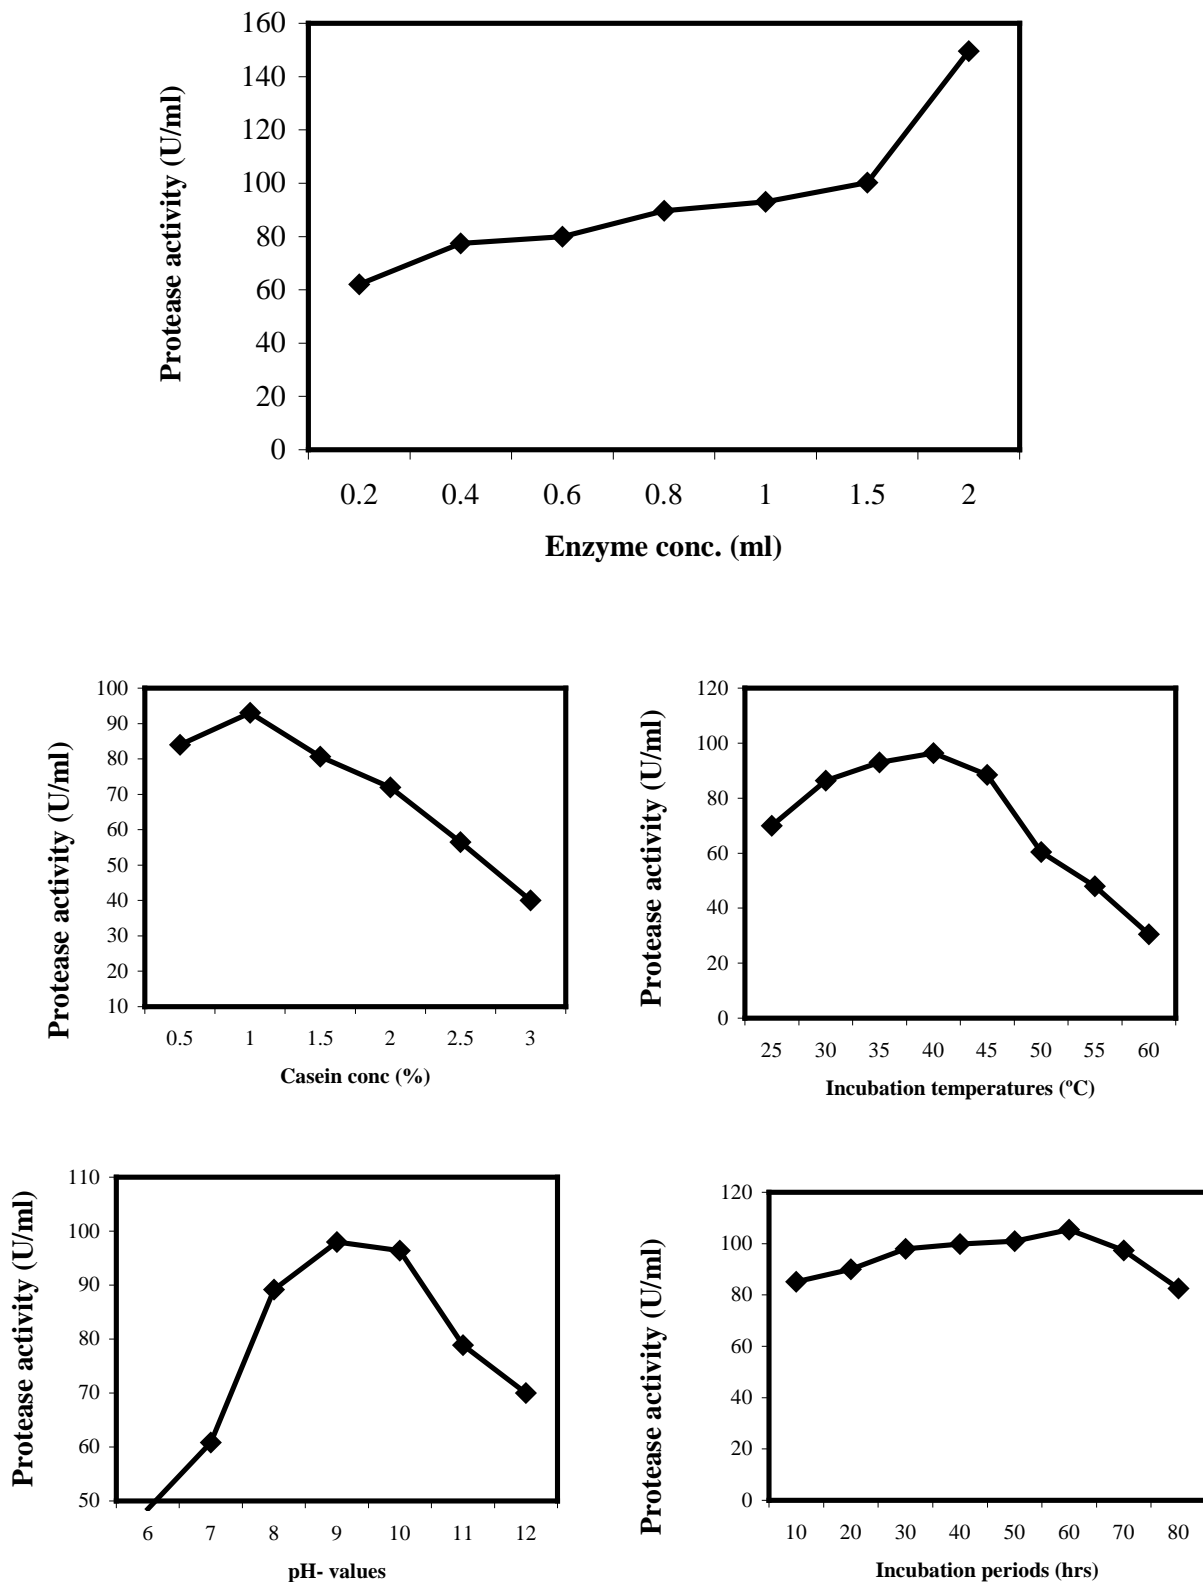 160
140
120
100
80
60
40
20
0
Protease activity (U/ml)
0.2 0.4 0.6 0.8 1 1.5 2
Enzyme conc. (ml)
100
90
80
70
60
50
40
30
20
10
Protease activity (U/ml)
0.5 1 1.5 2 2.5 3
Casein conc (%)
120
100
80
60
40
20
0
Protease activity (U/ml)
25 30 35 40 45 50 55 60
Incubation temperatures (ºC)
110
100
90
80
70
60
50
Protease activity (U/ml)
6 7 8 9 10 11 12
pH- values
120
100
80
60
40
20
0
Protease activity (U/ml)
10 20 30 40 50 60 70 80
Incubation periods (hrs)